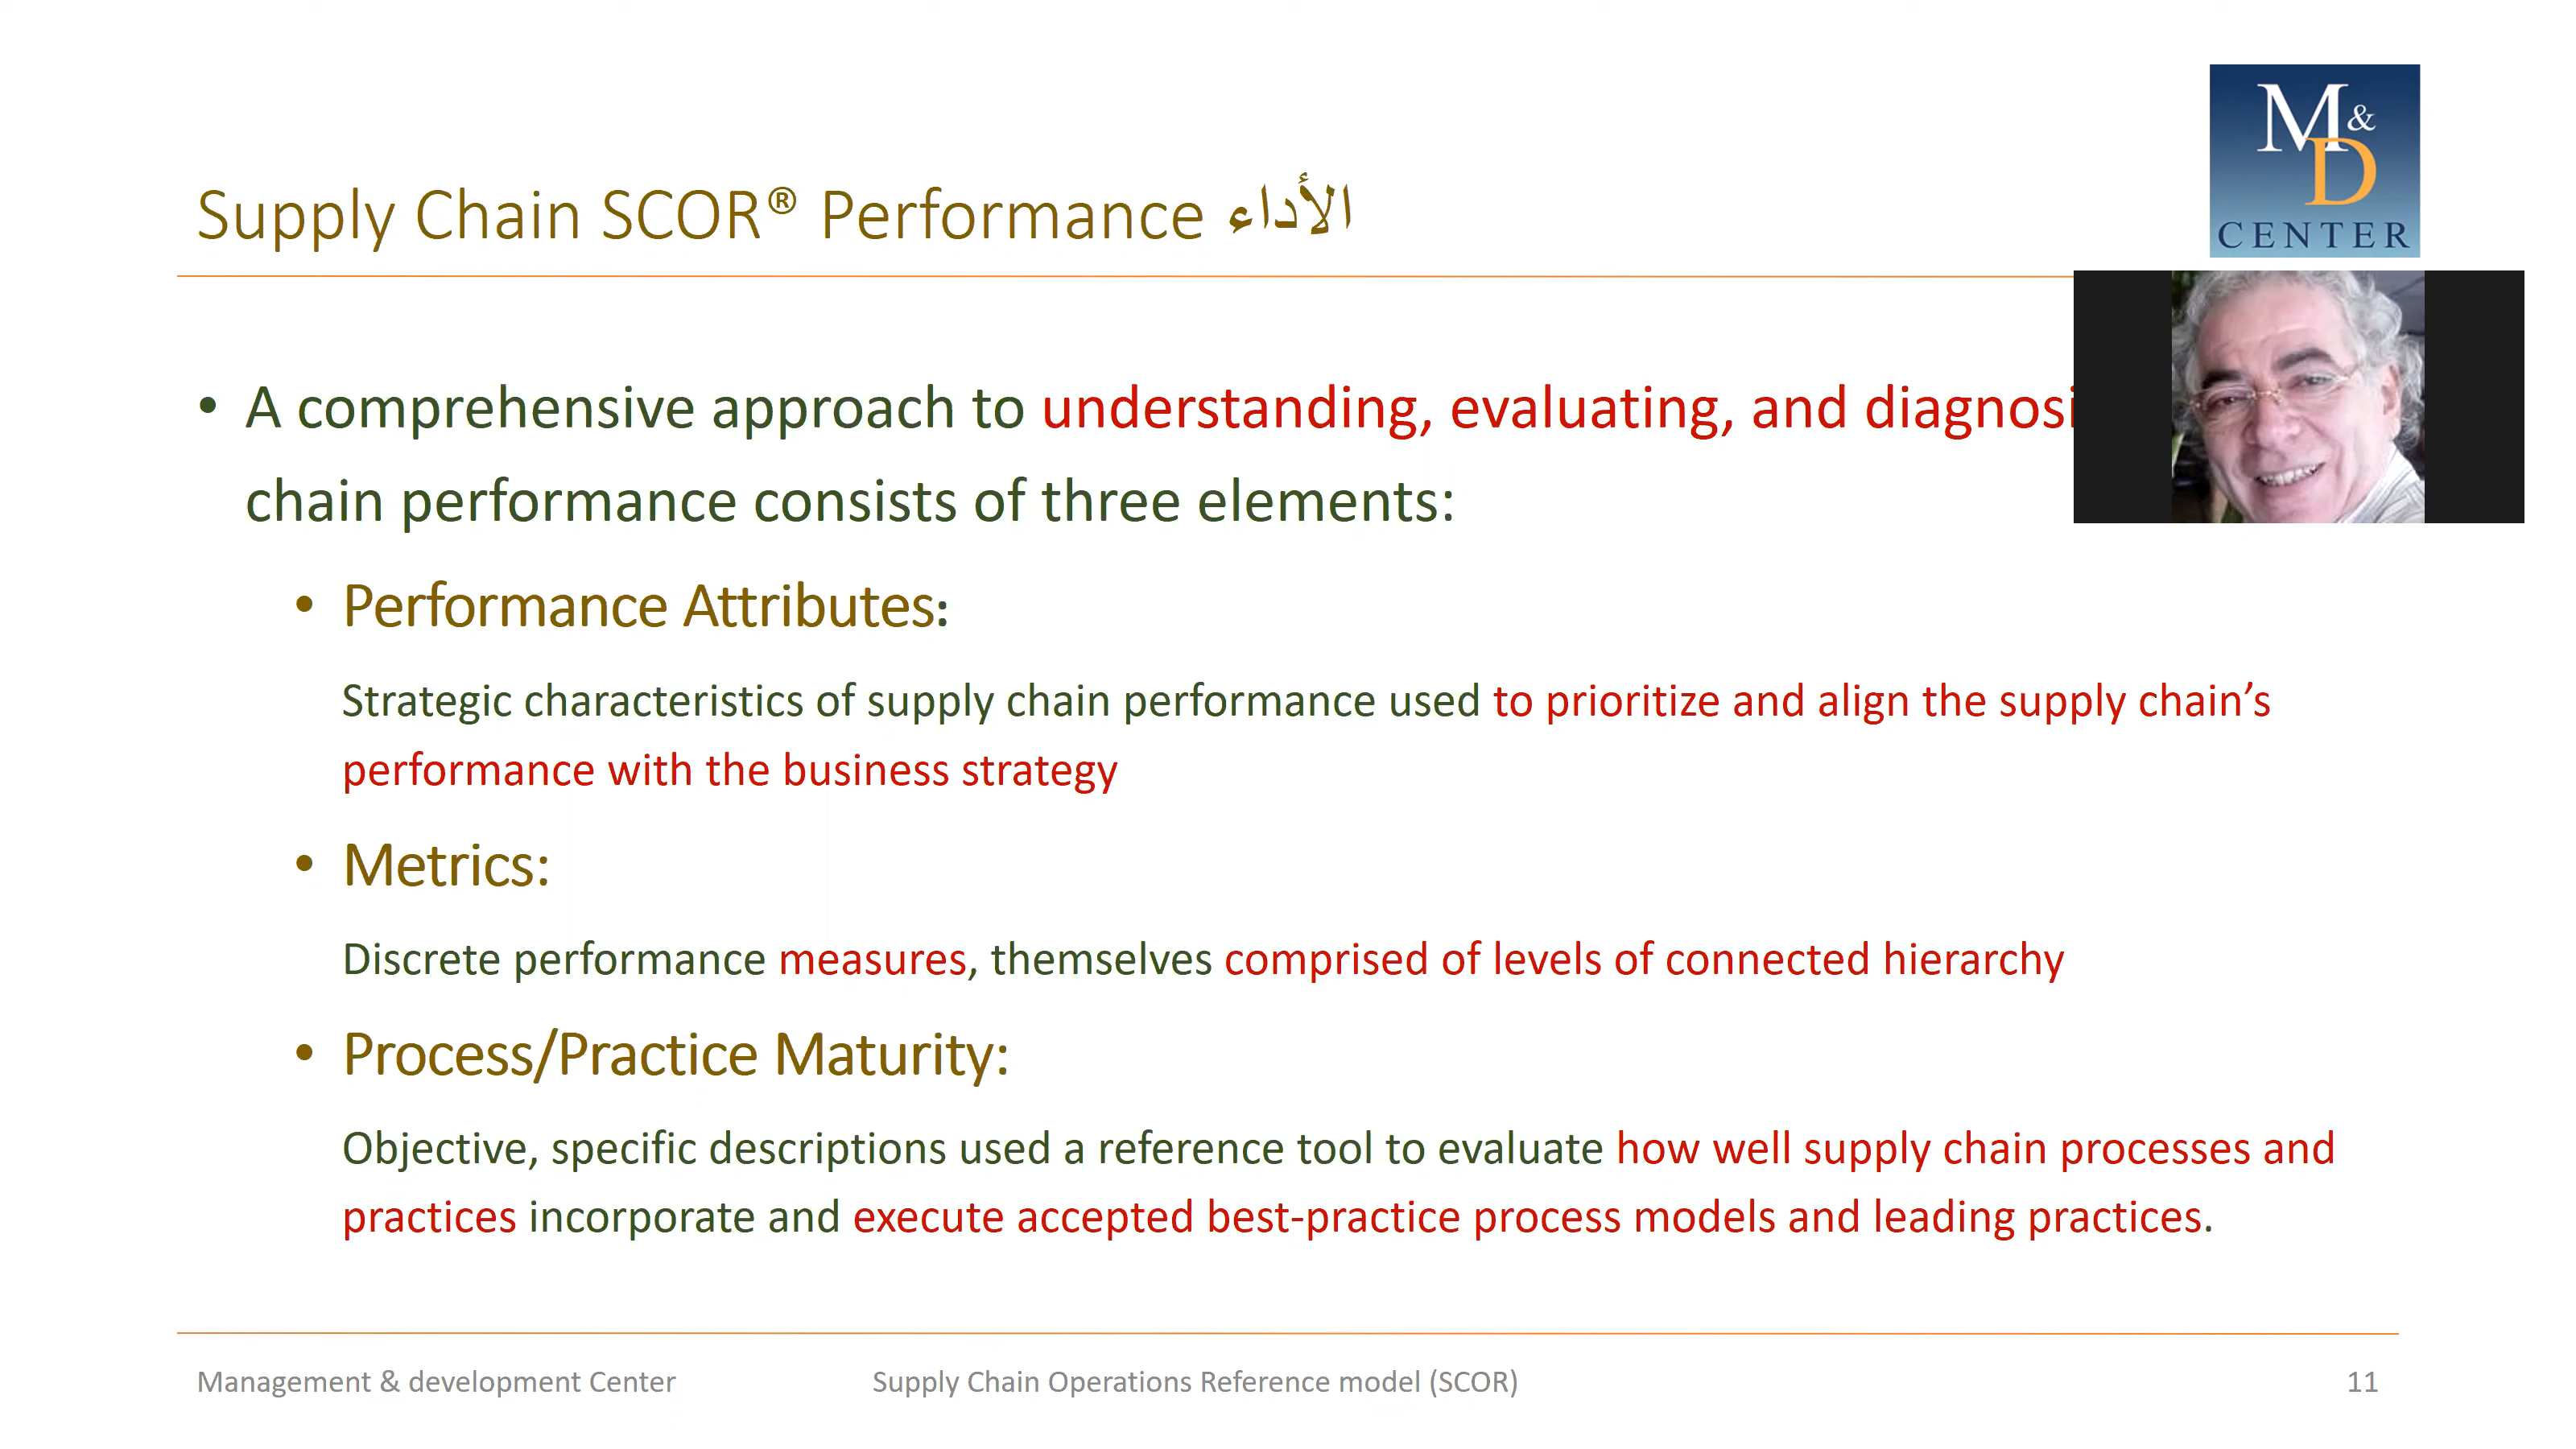 M&D
CENTER
Supply Chain SCOR® Performance الأداء
• A comprehensive approach to understanding, evaluating, and
chain performance consists of three elements:
• Performance Attributes:
Strategic characteristics of supply chain performance used to prioritize and align the supply chain’s
performance with the business strategy
• Metrics:
Discrete performance measures, themselves comprised of levels of connected hierarchy
• Process/Practice Maturity:
Objective, specific descriptions used a reference tool to evaluate how well supply chain processes and
practices incorporate and execute accepted best-practice process models and leading practices.
Management & development Center
Supply Chain Operations Reference model (SCOR)
11